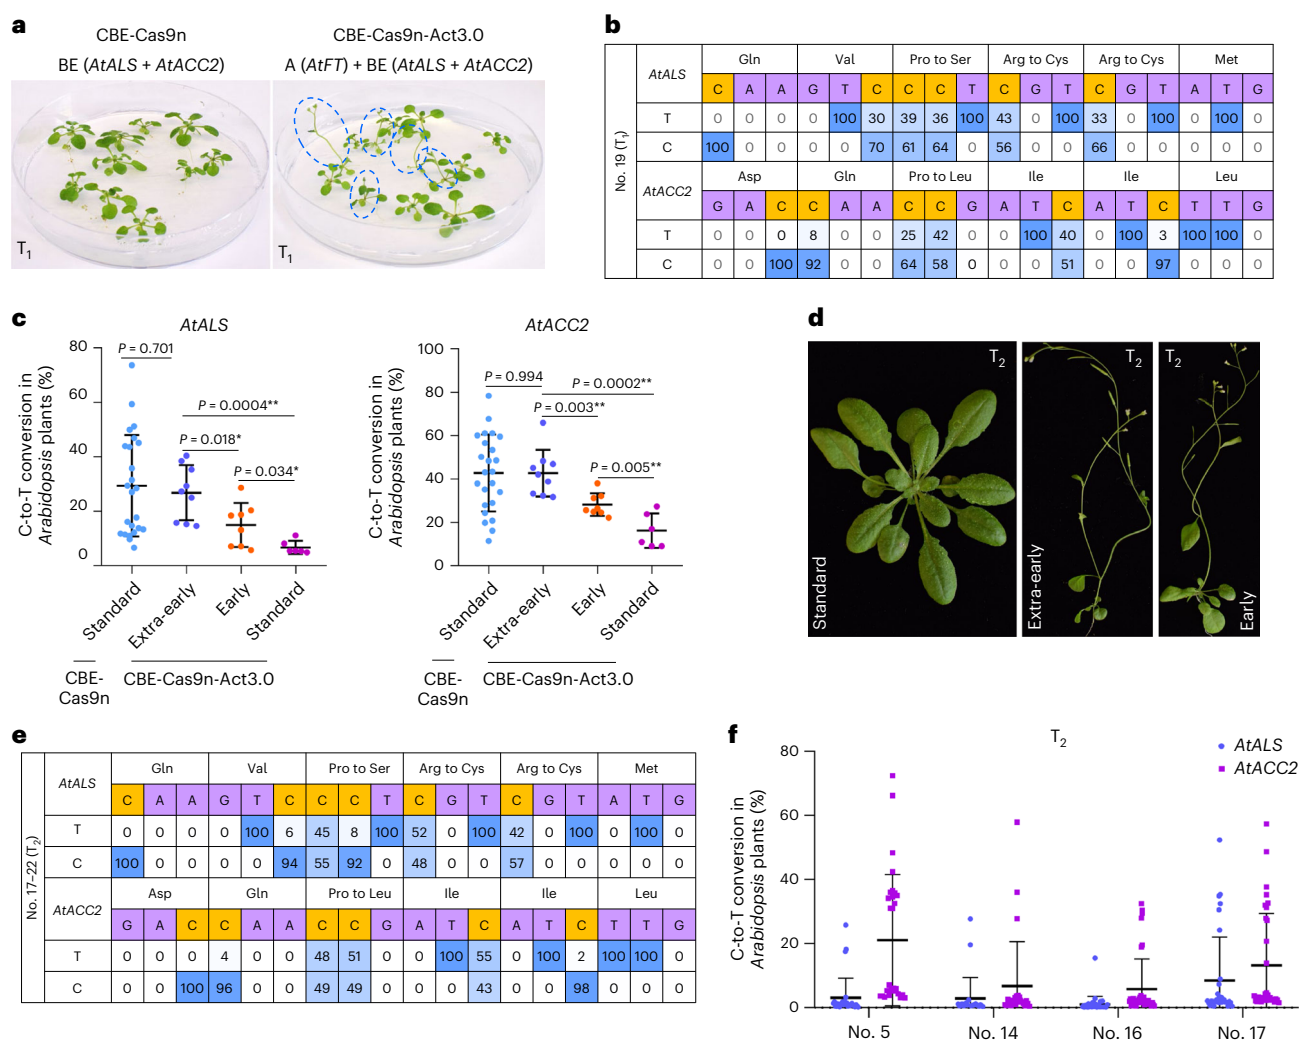 a
CBE-Cas9n
BE (AtALS + AtACC2)
T1
CBE-Cas9n-Act3.0
A (AtFT) + BE (AtALS + AtACC2)
T1
b
No. 19 (T1)
AtALS
Gln Val Pro to Ser Arg to Cys Arg to Cys Met
C A A G T C C C T C G T C G T A T G
T 0 0 0 0 100 30 39 36 100 43 0 100 33 0 100 0 100 0
C 100 0 0 0 0 70 61 64 0 56 0 0 66 0 0 0 0 0
AtACC2
Asp Gln Pro to Leu Ile Ile Leu
G A C C A A C C G A T C A T C T T G
T 0 0 0 8 0 0 25 42 0 0 100 40 0 100 3 100 100 0
C 0 0 100 92 0 0 64 58 0 0 0 51 0 0 97 0 0 0
c
AtALS
C-to-T conversion in
Arabidopsis plants (%)
80
60
40
20
0
P = 0.701
P = 0.0004**
P = 0.018*
P = 0.034*
Standard
Extra-early
Early
Standard
CBE-
Cas9n
CBE-Cas9n-Act3.0
AtACC2
C-to-T conversion in
Arabidopsis plants (%)
100
80
60
40
20
0
P = 0.994
P = 0.0002**
P = 0.003**
P = 0.005**
Standard
Extra-early
Early
Standard
CBE-
Cas9n
CBE-Cas9n-Act3.0
d
T2
Standard
T2
Extra-early
T2
Early
e
No. 17–22 (T2)
AtALS
Gln Val Pro to Ser Arg to Cys Arg to Cys Met
C A A G T C C C T C G T C G T A T G
T 0 0 0 0 100 6 45 8 100 52 0 100 42 0 100 0 100 0
C 100 0 0 0 0 94 55 92 0 48 0 0 57 0 0 0 0 0
AtACC2
Asp Gln Pro to Leu Ile Ile Leu
G A C C A A C C G A T C A T C T T G
T 0 0 0 4 0 0 48 51 0 0 100 55 0 100 2 100 100 0
C 0 0 100 96 0 0 49 49 0 0 0 43 0 0 98 0 0 0
f
T2
AtALS
AtACC2
C-to-T conversion in
Arabidopsis plants (%)
80
60
40
20
0
No. 5
No. 14
No. 16
No. 17